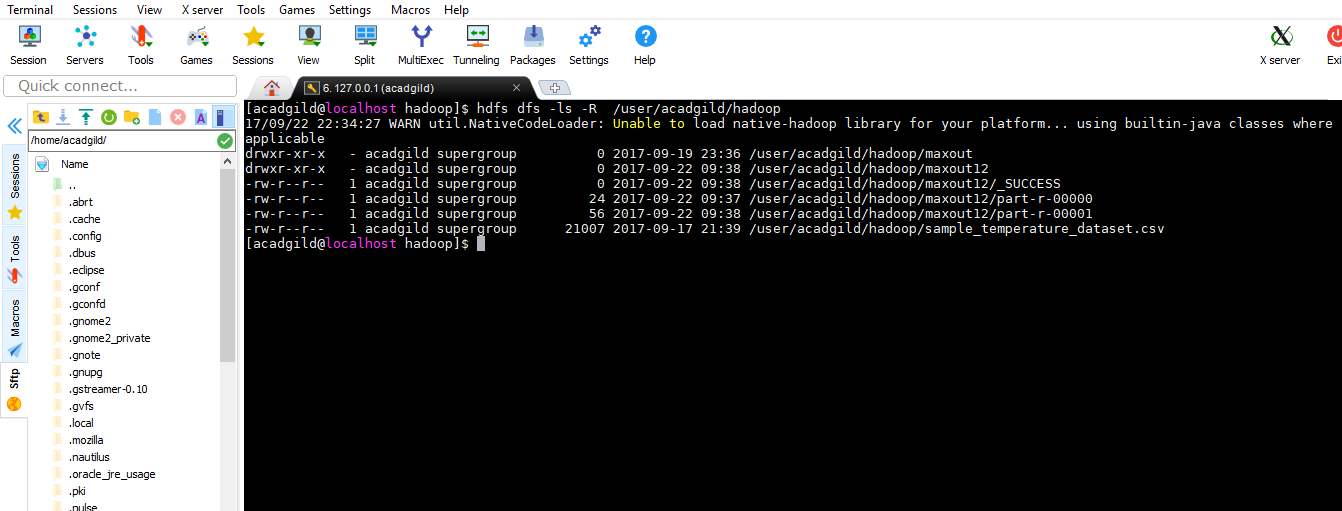 Terminal Sessions View X server Tools Games Settings Macros Help
Session Servers Tools Games Sessions View Split MultiExec Tunneling Packages Settings Help X server Exi
Quick connect...
6. 127.0.0.1 (acadgild)
/home/acadgild/
Name
..
.abrt
.cache
.config
.dbus
.eclipse
.gconf
.gconfd
.gnome2
.gnome2_private
.gnote
.gnupg
.gstreamer-0.10
.gvfs
.local
.mozilla
.nautilus
.oracle_jre_usage
.pki
.pulse
Sessions
Tools
Macros
Sftp
[acadgild@localhost hadoop]$ hdfs dfs -ls -R  /user/acadgild/hadoop
17/09/22 22:34:27 WARN util.NativeCodeLoader: Unable to load native-hadoop library for your platform... using builtin-java classes where
applicable
drwxr-xr-x   - acadgild supergroup          0 2017-09-19 23:36 /user/acadgild/hadoop/maxout
drwxr-xr-x   - acadgild supergroup          0 2017-09-22 09:38 /user/acadgild/hadoop/maxout12
-rw-r--r--   1 acadgild supergroup          0 2017-09-22 09:38 /user/acadgild/hadoop/maxout12/_SUCCESS
-rw-r--r--   1 acadgild supergroup         24 2017-09-22 09:37 /user/acadgild/hadoop/maxout12/part-r-00000
-rw-r--r--   1 acadgild supergroup         56 2017-09-22 09:38 /user/acadgild/hadoop/maxout12/part-r-00001
-rw-r--r--   1 acadgild supergroup      21007 2017-09-17 21:39 /user/acadgild/hadoop/sample_temperature_dataset.csv
[acadgild@localhost hadoop]$